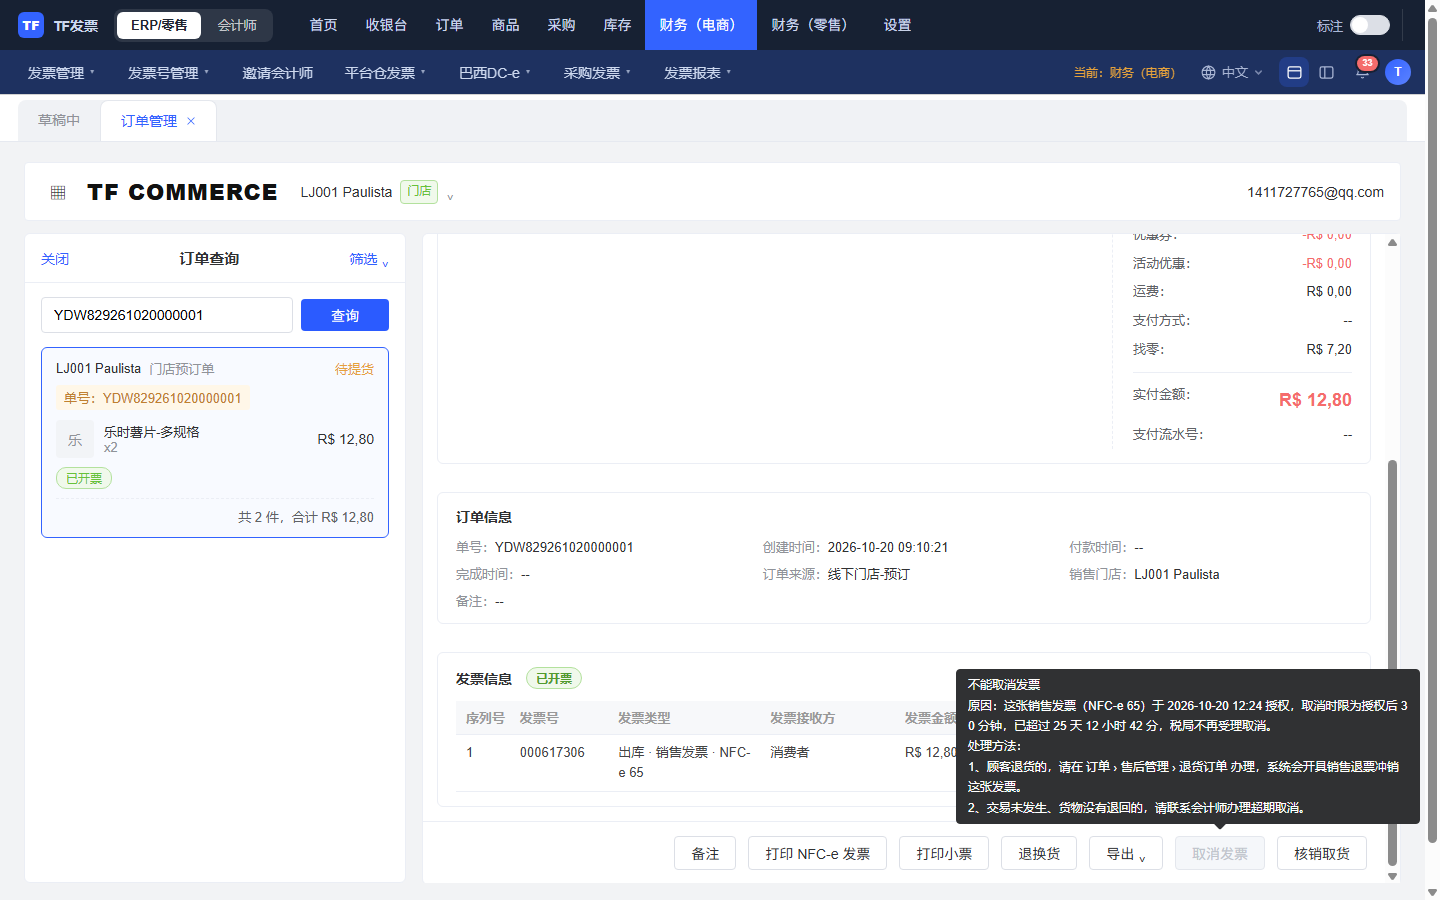 TF TF发票 ERP/零售 会计师 首页 收银台 订单 商品 采购 库存 财务（电商） 财务（零售） 设置 标注
发票管理 发票号管理 邀请会计师 平台仓发票 巴西DC-e 采购发票 发票报表 当前：财务（电商） 中文 33 T
草稿中 订单管理 ×
TF COMMERCE LJ001 Paulista 门店 1411727765@qq.com
关闭 订单查询 筛选
YDW829261020000001 查询
LJ001 Paulista 门店预订单 待提货
单号：YDW829261020000001
乐 乐时薯片-多规格 R$ 12,80
x2
已开票
共 2 件，合计 R$ 12,80
优惠券： -R$ 0,00
活动优惠： -R$ 0,00
运费： R$ 0,00
支付方式： --
找零： R$ 7,20
实付金额： R$ 12,80
支付流水号： --
订单信息
单号：YDW829261020000001 创建时间：2026-10-20 09:10:21 付款时间：--
完成时间：-- 订单来源：线下门店-预订 销售门店：LJ001 Paulista
备注：--
发票信息 已开票
序列号 发票号 发票类型 发票接收方 发票金额
1 000617306 出库 · 销售发票 · NFC- 消费者 R$ 12,80
e 65
不能取消发票
原因：这张销售发票（NFC-e 65）于 2026-10-20 12:24 授权，取消时限为授权后 3
0 分钟，已超过 25 天 12 小时 42 分，税局不再受理取消。
处理方法：
1、顾客退货的，请在 订单 › 售后管理 › 退货订单 办理，系统会开具销售退票冲销
这张发票。
2、交易未发生、货物没有退回的，请联系会计师办理超期取消。
备注 打印 NFC-e 发票 打印小票 退换货 导出 取消发票 核销取货